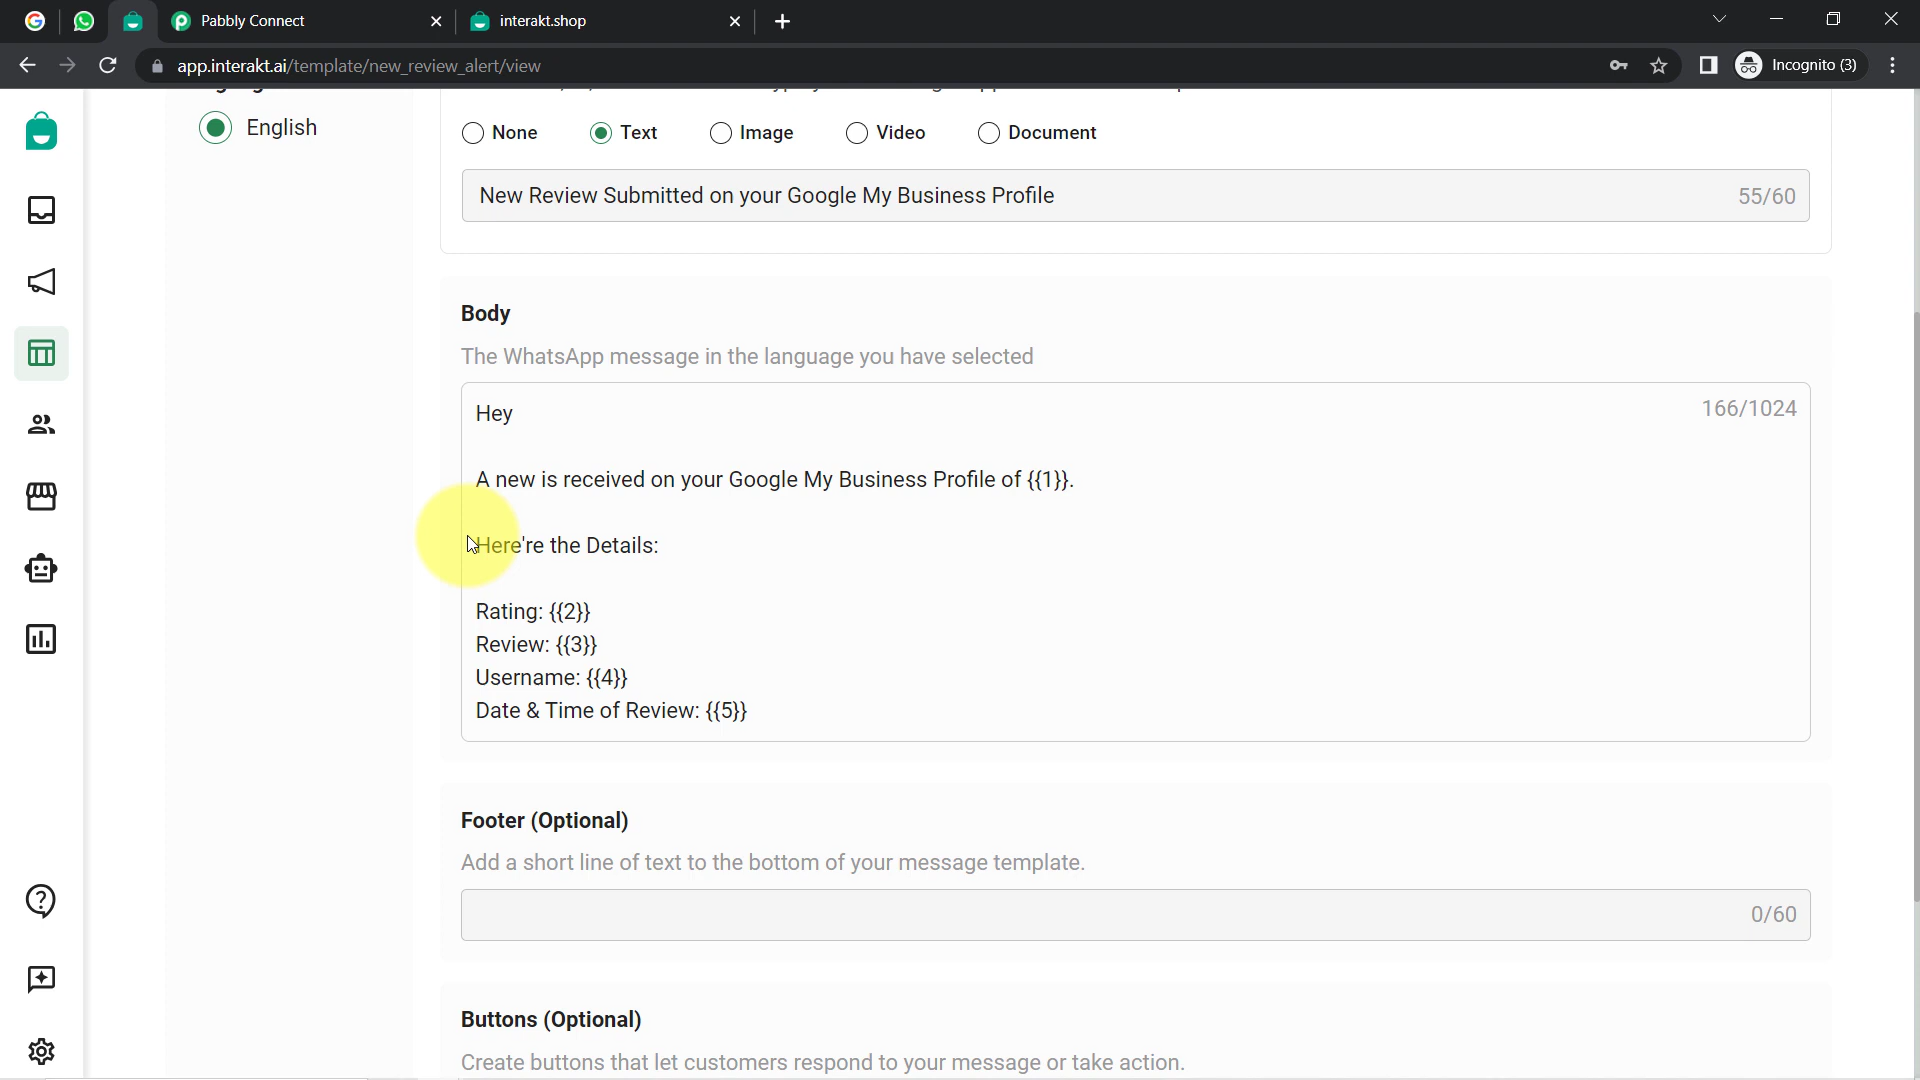 Pabbly Connect
interakt.shop
app.interakt.ai/template/new_review_alert/view
Incognito (3)
English
None
Text
Image
Video
Document
New Review Submitted on your Google My Business Profile
55/60
Body
The WhatsApp message in the language you have selected
Hey
166/1024
A new is received on your Google My Business Profile of {{1}}.
Here're the Details:
Rating: {{2}}
Review: {{3}}
Username: {{4}}
Date & Time of Review: {{5}}
Footer (Optional)
Add a short line of text to the bottom of your message template.
0/60
Buttons (Optional)
Create buttons that let customers respond to your message or take action.